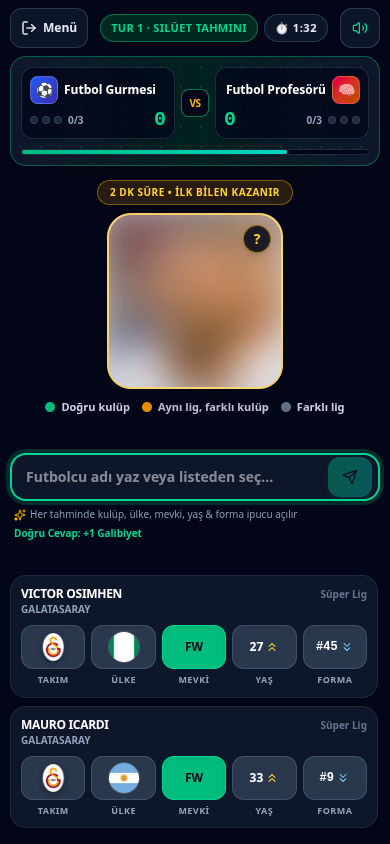 Menü
TUR 1 · SİLÜET TAHMINI
1:32
Futbol Gurmesi
0/3
0
VS
Futbol Profesörü
0
0/3
2 DK SÜRE • İLK BİLEN KAZANIR
?
Doğru kulüp
Aynı lig, farklı kulüp
Farklı lig
Futbolcu adı yaz veya listeden seç...
Her tahminde kulüp, ülke, mevki, yaş & forma ipucu açılır
Doğru Cevap: +1 Galibiyet
VICTOR OSIMHEN
Süper Lig
GALATASARAY
FW
27
#45
TAKIM
ÜLKE
MEVKİ
YAŞ
FORMA
MAURO ICARDI
Süper Lig
GALATASARAY
FW
33
#9
TAKIM
ÜLKE
MEVKİ
YAŞ
FORMA